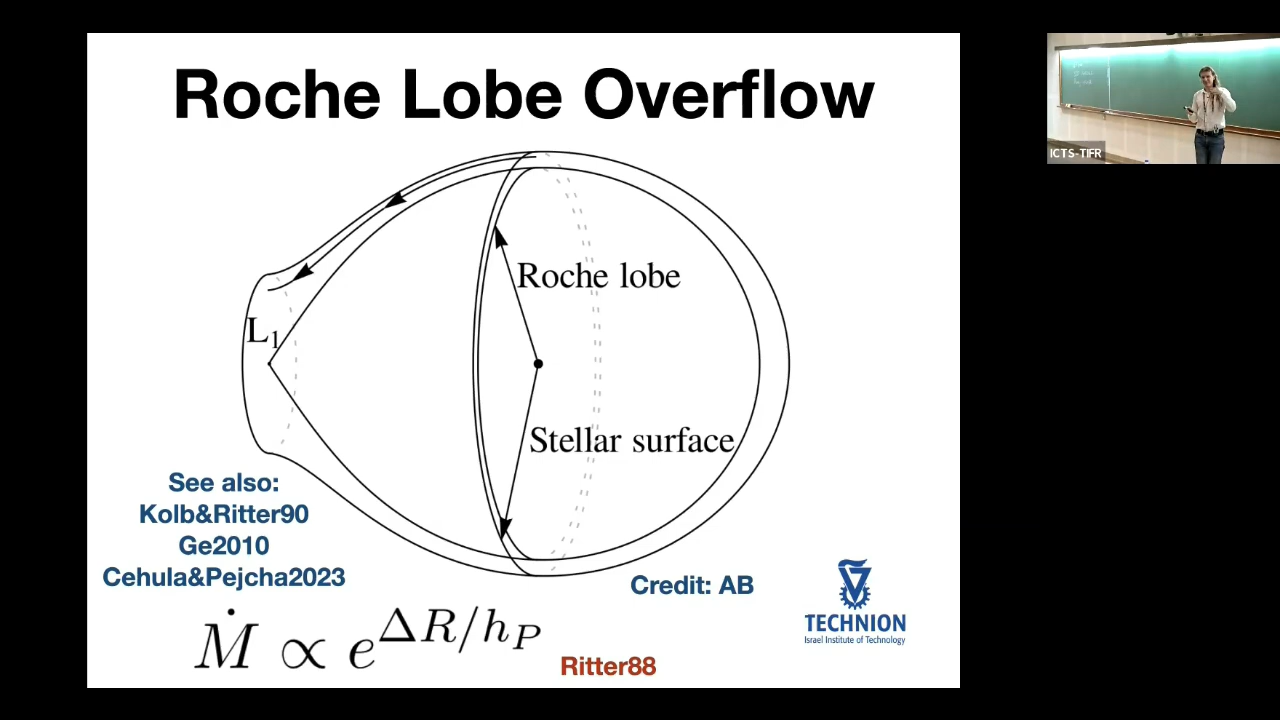 Roche Lobe Overflow
ICTS-TIFR
Roche lobe
L₁
Stellar surface
See also:
Kolb&Ritter90
Ge2010
Cehula&Pejcha2023
Credit: AB
TECHNION
Israel Institute of Technology
Ṁ ∝ e^{ΔR/h_P}
Ritter88